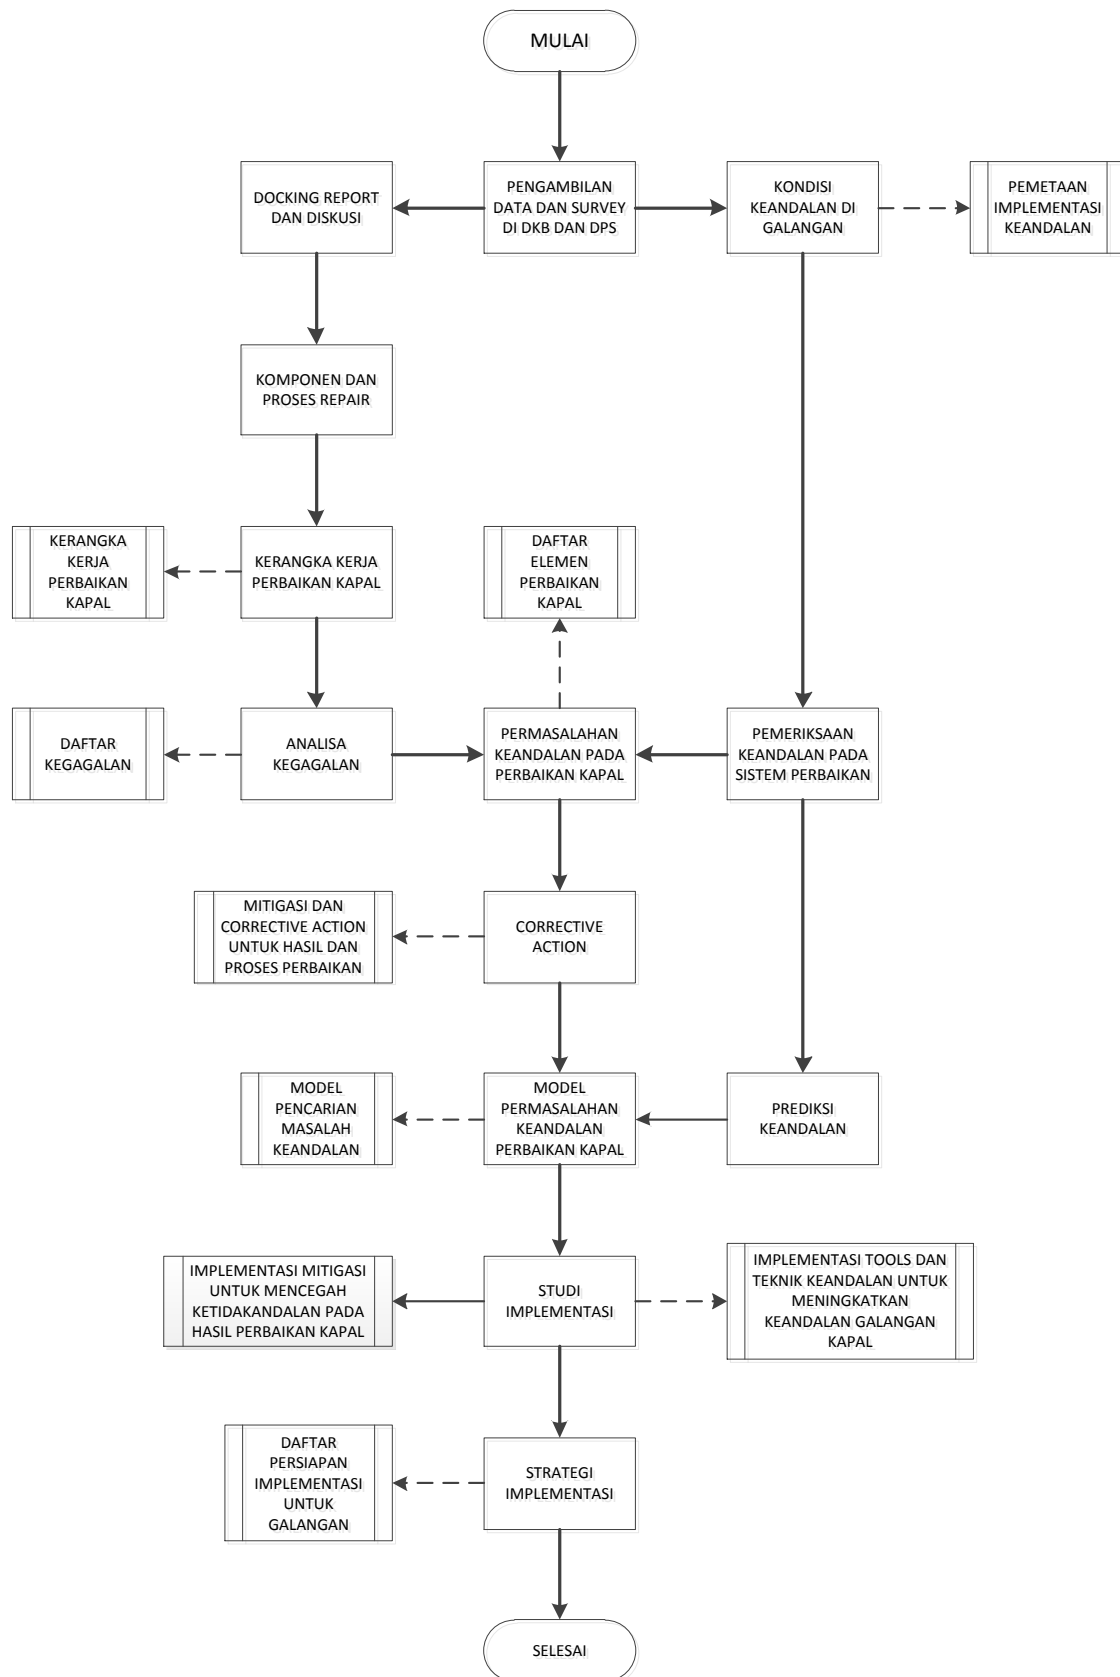 MULAI
DOCKING REPORT
DAN DISKUSI
PENGAMBILAN
DATA DAN SURVEY
DI DKB DAN DPS
KONDISI
KEANDALAN DI
GALANGAN
PEMETAAN
IMPLEMENTASI
KEANDALAN
KOMPONEN DAN
PROSES REPAIR
KERANGKA
KERJA
PERBAIKAN
KAPAL
KERANGKA KERJA
PERBAIKAN KAPAL
DAFTAR
ELEMEN
PERBAIKAN
KAPAL
DAFTAR
KEGAGALAN
ANALISA
KEGAGALAN
PERMASALAHAN
KEANDALAN PADA
PERBAIKAN KAPAL
PEMERIKSAAN
KEANDALAN PADA
SISTEM PERBAIKAN
MITIGASI DAN
CORRECTIVE ACTION
UNTUK HASIL DAN
PROSES PERBAIKAN
CORRECTIVE
ACTION
MODEL
PENCARIAN
MASALAH
KEANDALAN
MODEL
PERMASALAHAN
KEANDALAN
PERBAIKAN KAPAL
PREDIKSI
KEANDALAN
IMPLEMENTASI MITIGASI
UNTUK MENCEGAH
KETIDAKANDALAN PADA
HASIL PERBAIKAN KAPAL
STUDI
IMPLEMENTASI
IMPLEMENTASI TOOLS DAN
TEKNIK KEANDALAN UNTUK
MENINGKATKAN
KEANDALAN GALANGAN
KAPAL
DAFTAR
PERSIAPAN
IMPLEMENTASI
UNTUK
GALANGAN
STRATEGI
IMPLEMENTASI
SELESAI